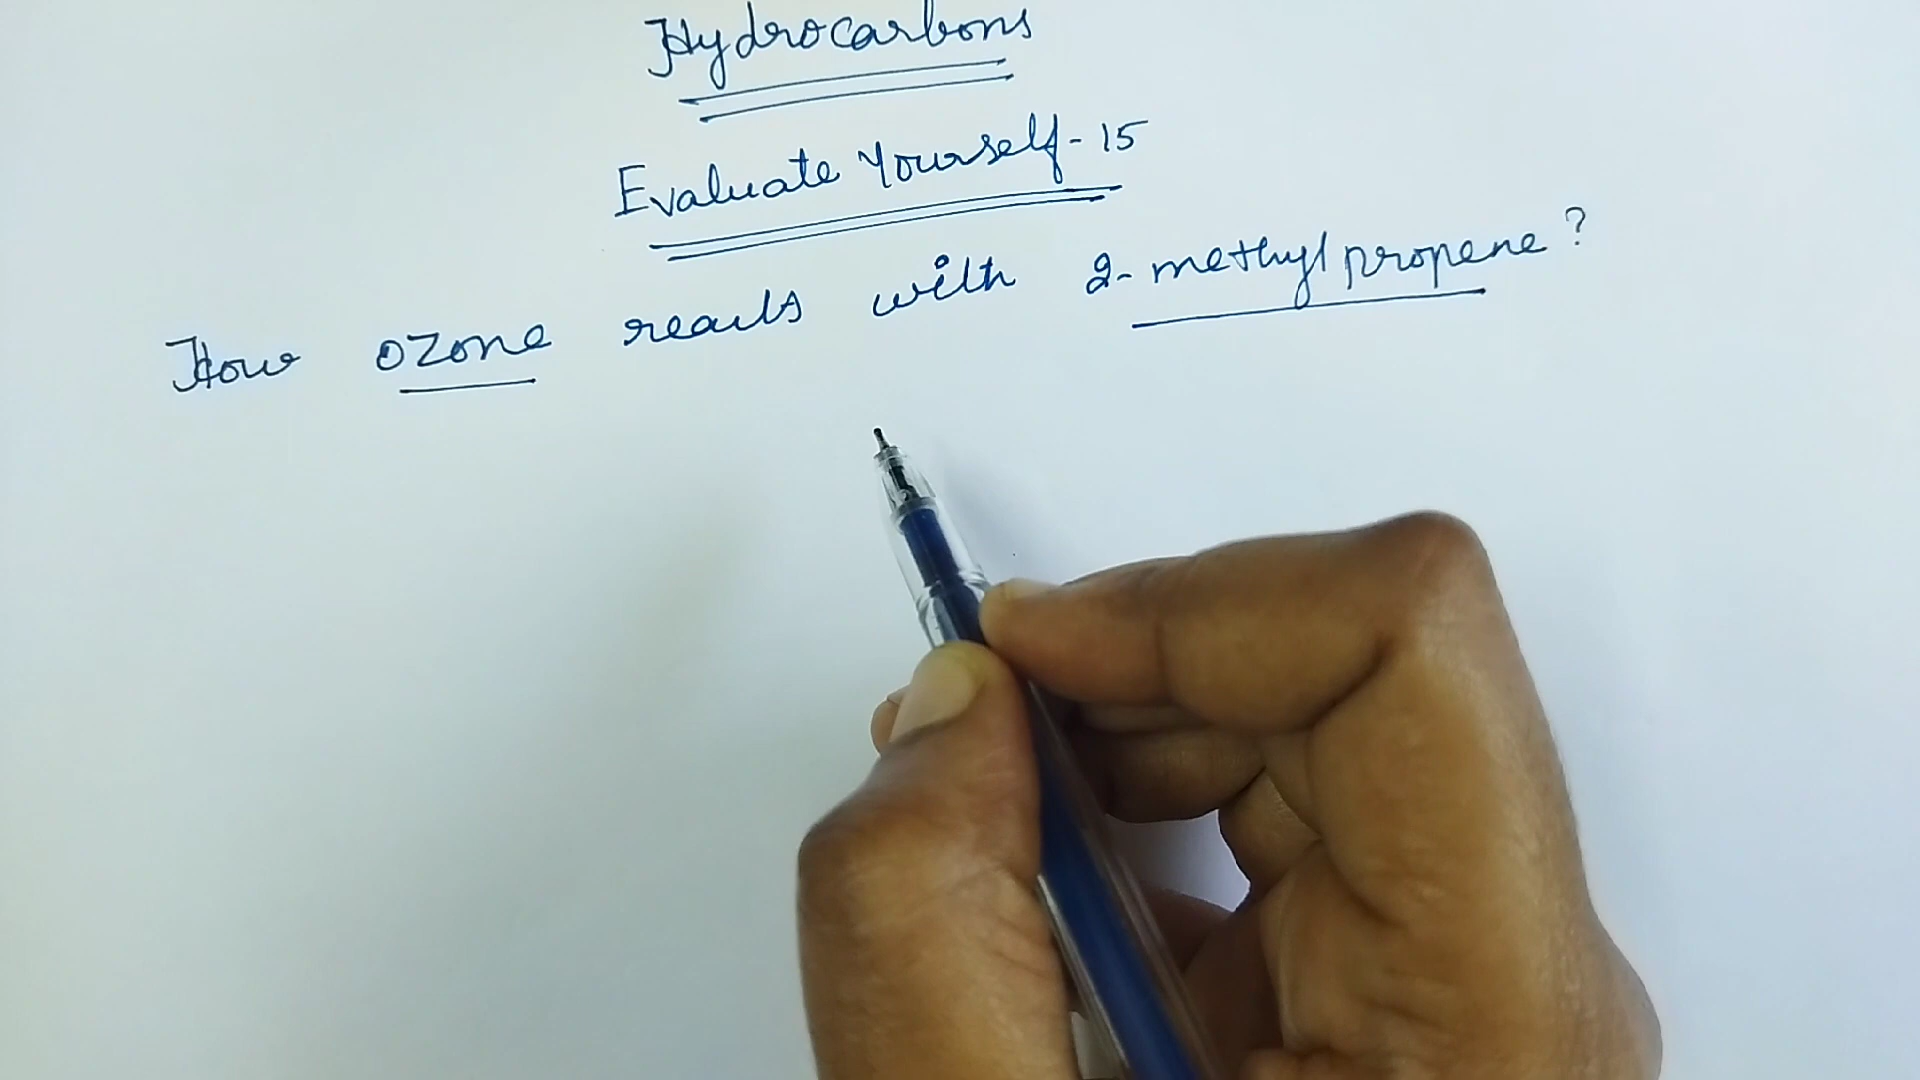 Hydrocarbons
Evaluate Yourself-15
How ozone reacts with 2-methylpropene?